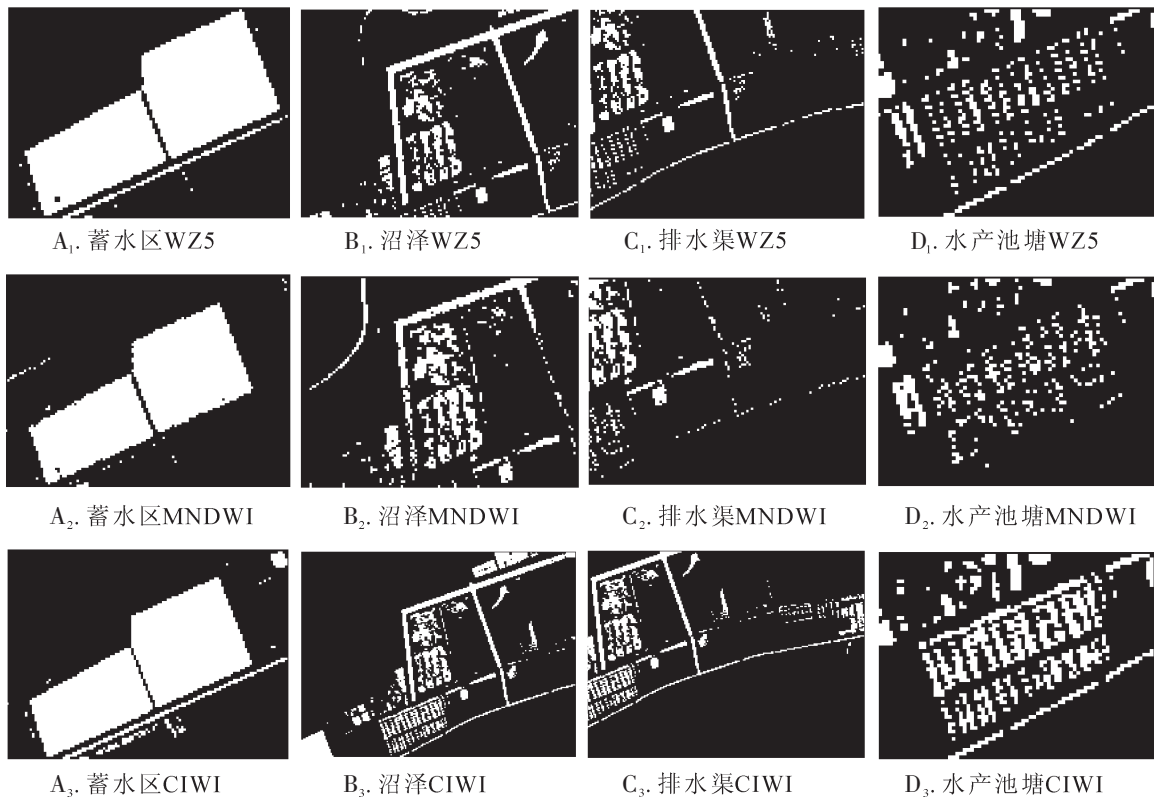 A₁. 蓄水区WZ5
B₁. 沼泽WZ5
C₁. 排水渠WZ5
D₁. 水产池塘WZ5
A₂. 蓄水区MNDWI
B₂. 沼泽MNDWI
C₂. 排水渠MNDWI
D₂. 水产池塘MNDWI
A₃. 蓄水区CIWI
B₃. 沼泽CIWI
C₃. 排水渠CIWI
D₃. 水产池塘CIWI